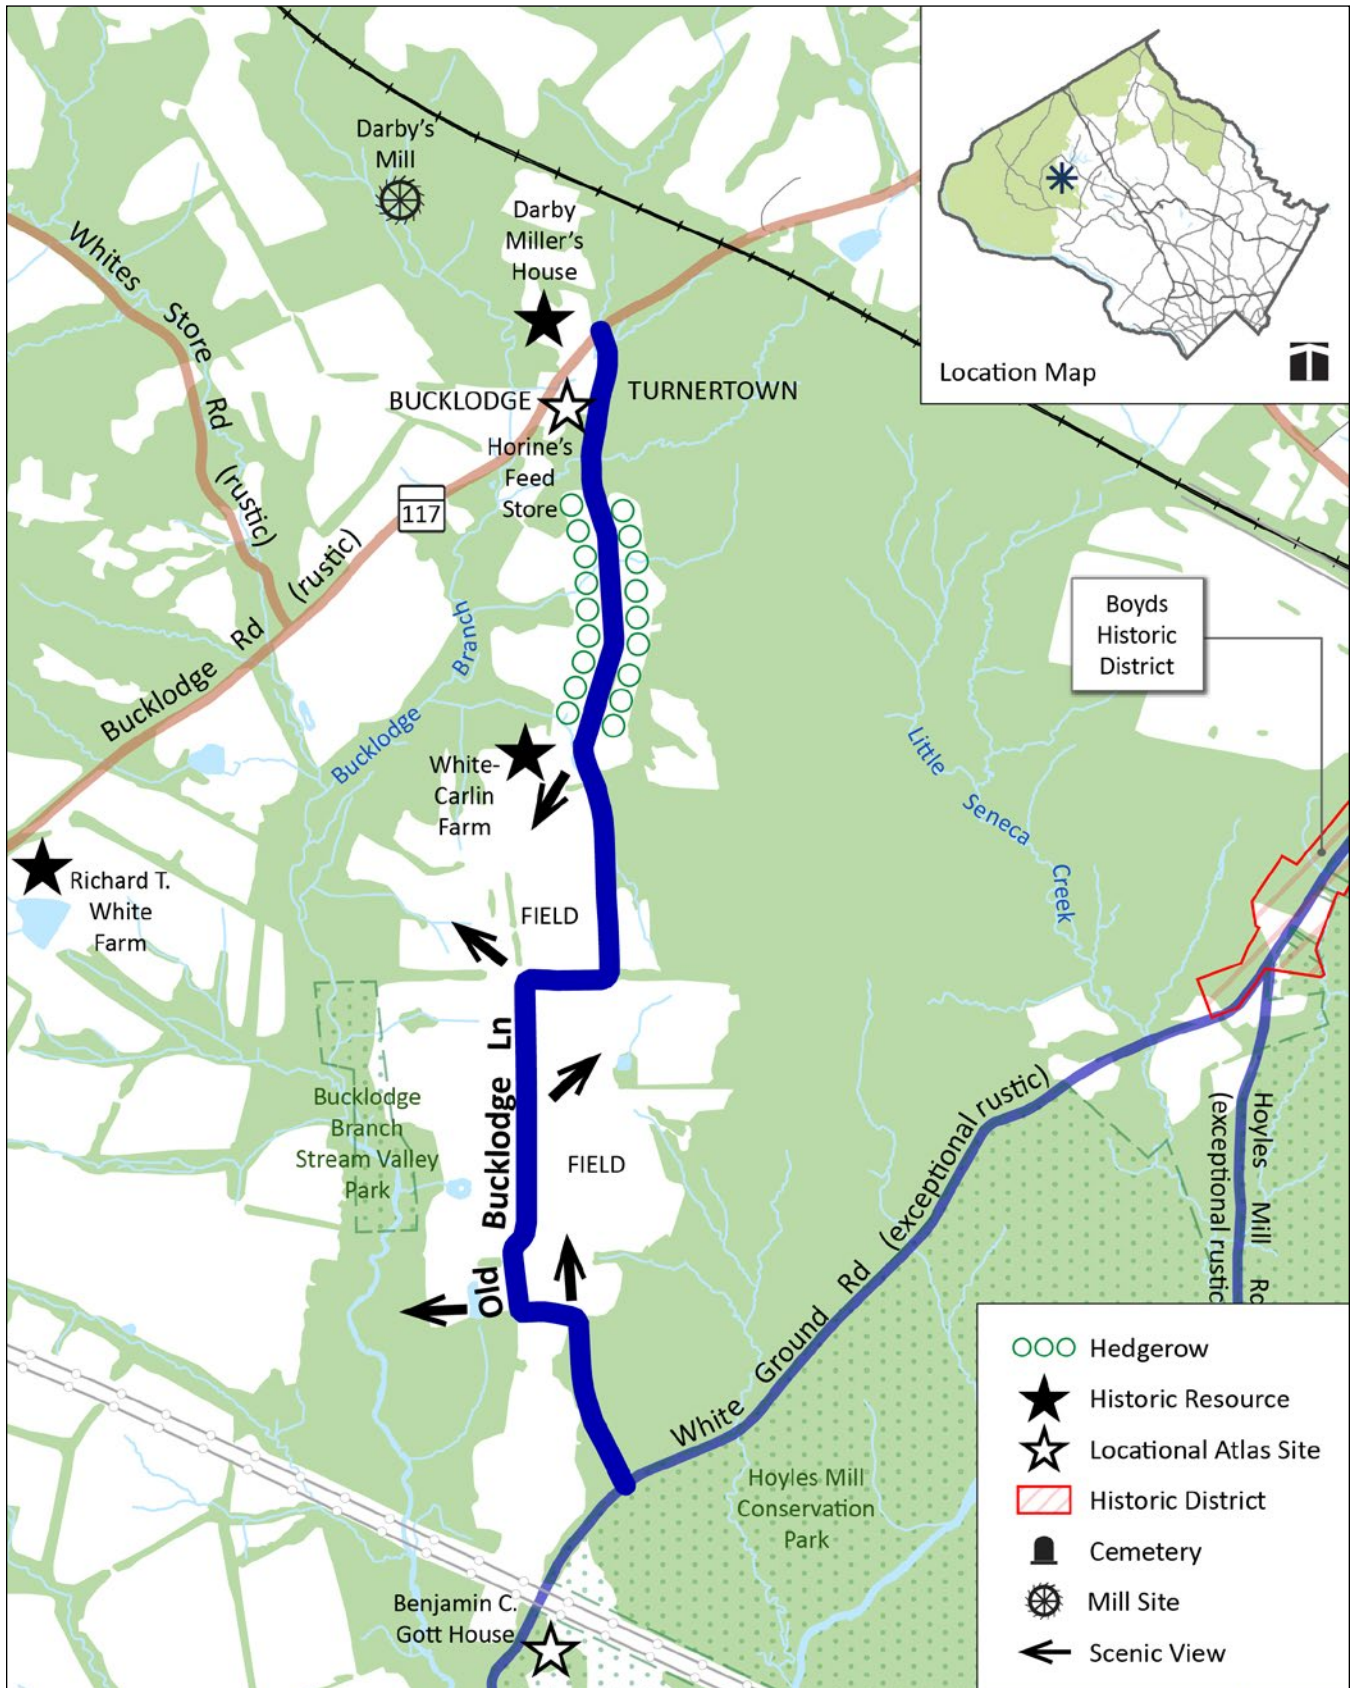 Darby's
Mill
Darby
Miller's
House
Location Map
Whites Store Rd (rustic)
BUCKLODGE
TURNERTOWN
Horine's
Feed
Store
117
Bucklodge Rd (rustic)
Boyds
Historic
District
Bucklodge Branch
White-
Carlin
Farm
Little Seneca Creek
Richard T.
White
Farm
FIELD
Old Bucklodge Ln
Bucklodge
Branch
Stream Valley
Park
FIELD
White Ground Rd (exceptional rustic)
Hoyles Mill Rd
(exceptional rustic
Hoyles Mill
Conservation
Park
Benjamin C.
Gott House
Hedgerow
Historic Resource
Locational Atlas Site
Historic District
Cemetery
Mill Site
Scenic View